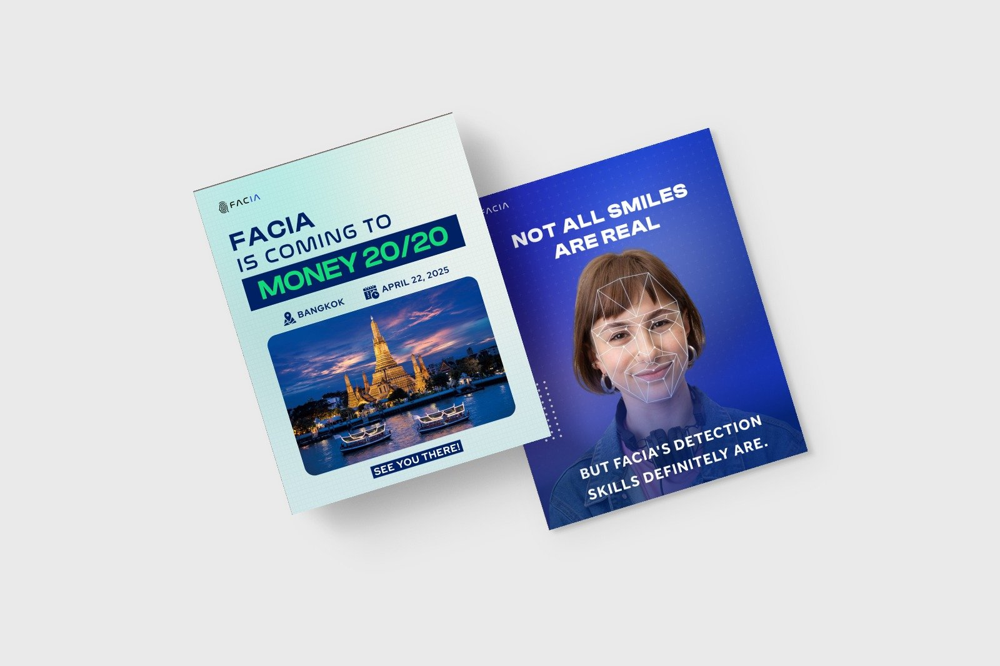 FACIA
FACIA
IS COMING TO
MONEY 20/20
BANGKOK
APRIL 22, 2025
SEE YOU THERE!
FACIA
NOT ALL SMILES
ARE REAL
BUT FACIA'S DETECTION
SKILLS DEFINITELY ARE.